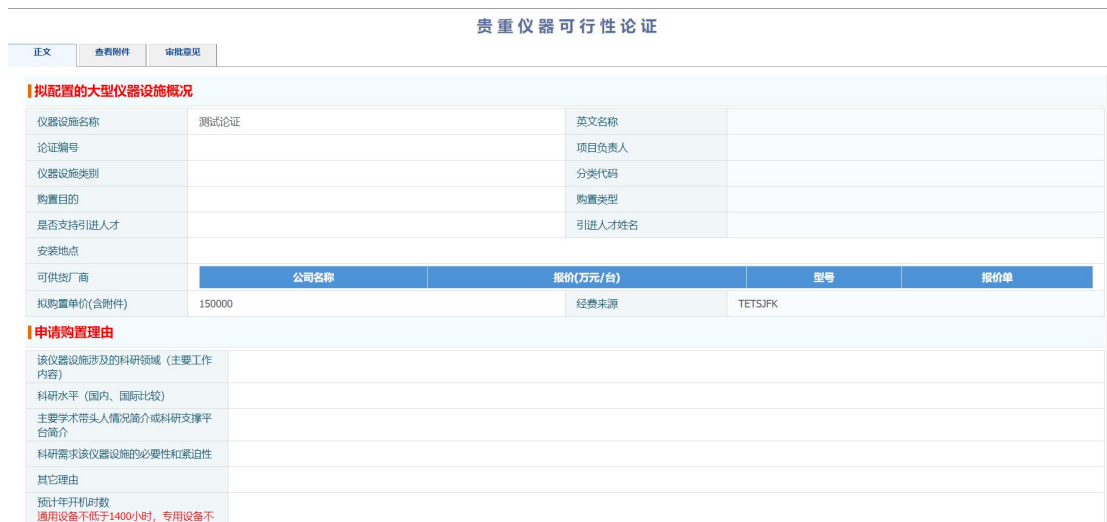 贵重仪器可行性论证
正文 查看附件 审批意见
拟配置的大型仪器设施概况
仪器设施名称 测试论证 英文名称
论证编号 项目负责人
仪器设施类别 分类代码
购置目的 购置类型
是否支持引进人才 引进人才姓名
安装地点
可供货厂商 公司名称 报价(万元/台) 型号 报价单
拟购置单价(含附件) 150000 经费来源 TETSJFK
申请购置理由
该仪器设施涉及的科研领域（主要工作
内容）
科研水平（国内、国际比较）
主要学术带头人情况简介或科研支撑平
台简介
科研需求该仪器设施的必要性和紧迫性
其它理由
预计年开机时数
通用设备不低于1400小时，专用设备不